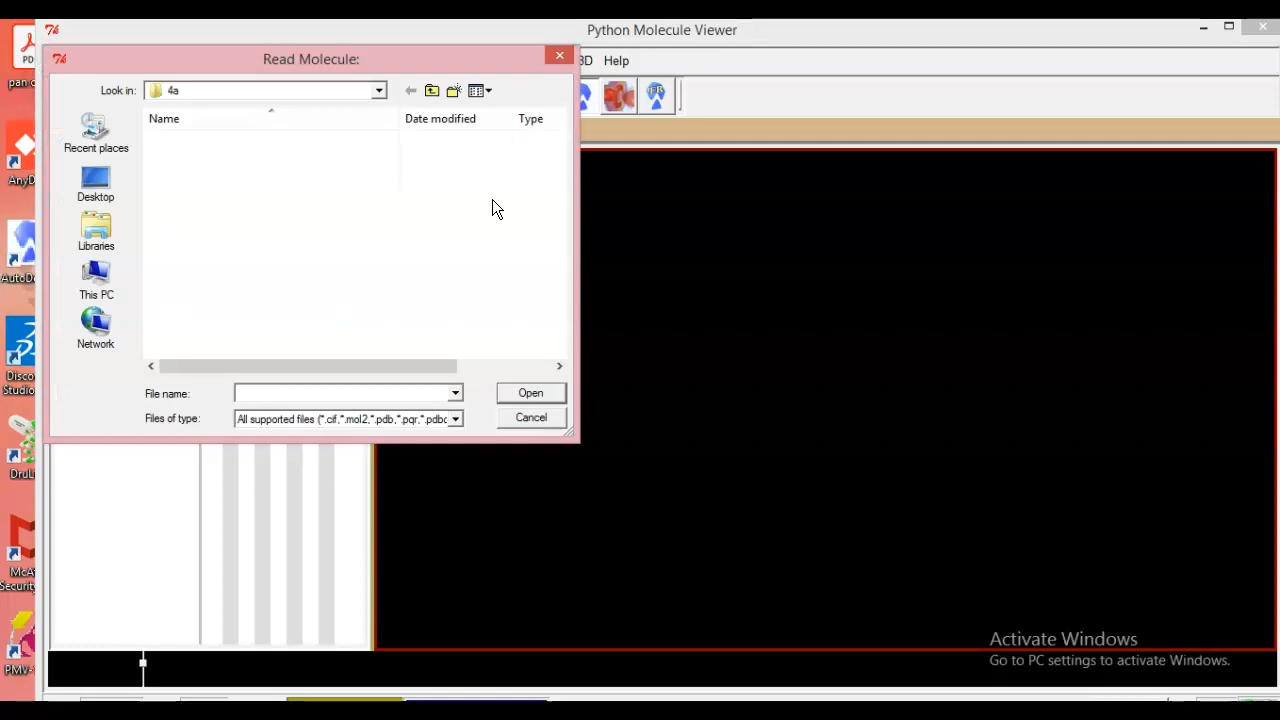 Python Molecule Viewer
Read Molecule:
3D Help
Look in: 4a
Name Date modified Type
Recent places
Desktop
Libraries
This PC
Network
File name: Open
Files of type: All supported files (*.cif,*.mol2,*.pdb,*.pqr,*.pdbc Cancel
AutoD
Disco
Studio
DruLi
McAf
Security
PMV-
Activate Windows
Go to PC settings to activate Windows.